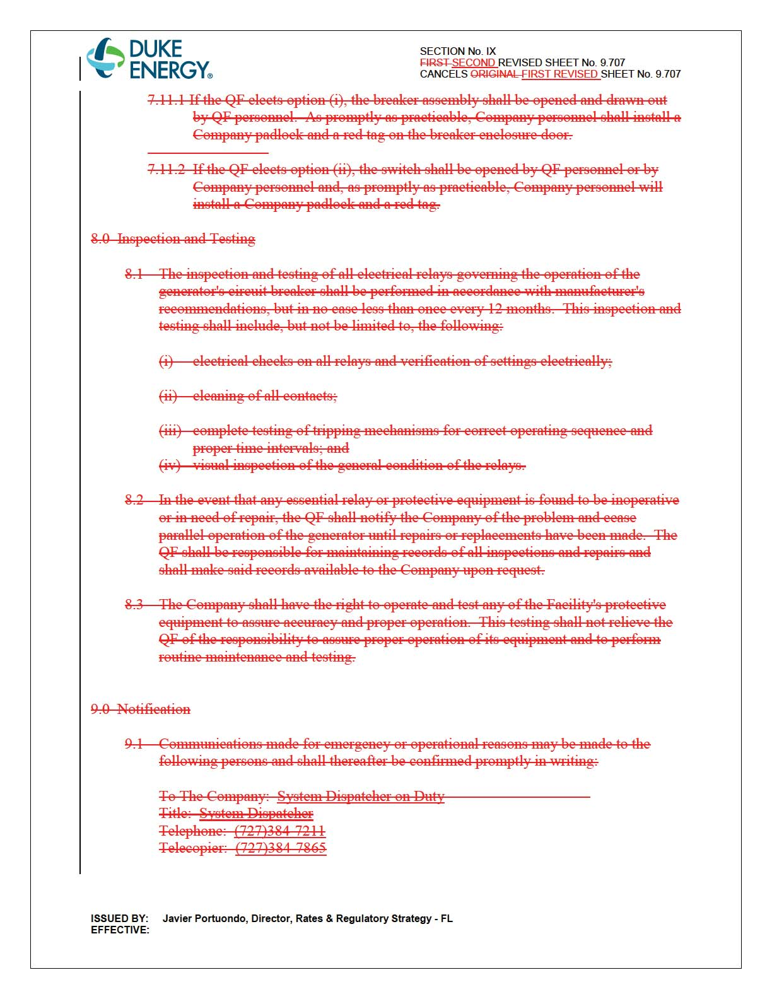 DUKE
ENERGY®
SECTION No. IX
FIRST SECOND REVISED SHEET No. 9.707
CANCELS ORIGINAL FIRST REVISED SHEET No. 9.707
7.11.1 If the QF elects option (i), the breaker assembly shall be opened and drawn out
by QF personnel. As promptly as practicable, Company personnel shall install a
Company padlock and a red tag on the breaker enclosure door.
7.11.2 If the QF elects option (ii), the switch shall be opened by QF personnel or by
Company personnel and, as promptly as practicable, Company personnel will
install a Company padlock and a red tag.
8.0 Inspection and Testing
8.1 The inspection and testing of all electrical relays governing the operation of the
generator's circuit breaker shall be performed in accordance with manufacturer's
recommendations, but in no case less than once every 12 months. This inspection and
testing shall include, but not be limited to, the following:
(i) electrical checks on all relays and verification of settings electrically;
(ii) cleaning of all contacts;
(iii) complete testing of tripping mechanisms for correct operating sequence and
proper time intervals; and
(iv) visual inspection of the general condition of the relays.
8.2 In the event that any essential relay or protective equipment is found to be inoperative
or in need of repair, the QF shall notify the Company of the problem and cease
parallel operation of the generator until repairs or replacements have been made. The
QF shall be responsible for maintaining records of all inspections and repairs and
shall make said records available to the Company upon request.
8.3 The Company shall have the right to operate and test any of the Facility's protective
equipment to assure accuracy and proper operation. This testing shall not relieve the
QF of the responsibility to assure proper operation of its equipment and to perform
routine maintenance and testing.
9.0 Notification
9.1 Communications made for emergency or operational reasons may be made to the
following persons and shall thereafter be confirmed promptly in writing:
To The Company: System Dispatcher on Duty
Title: System Dispatcher
Telephone: (727)384-7211
Telecopier: (727)384-7865
ISSUED BY: Javier Portuondo, Director, Rates & Regulatory Strategy - FL
EFFECTIVE: